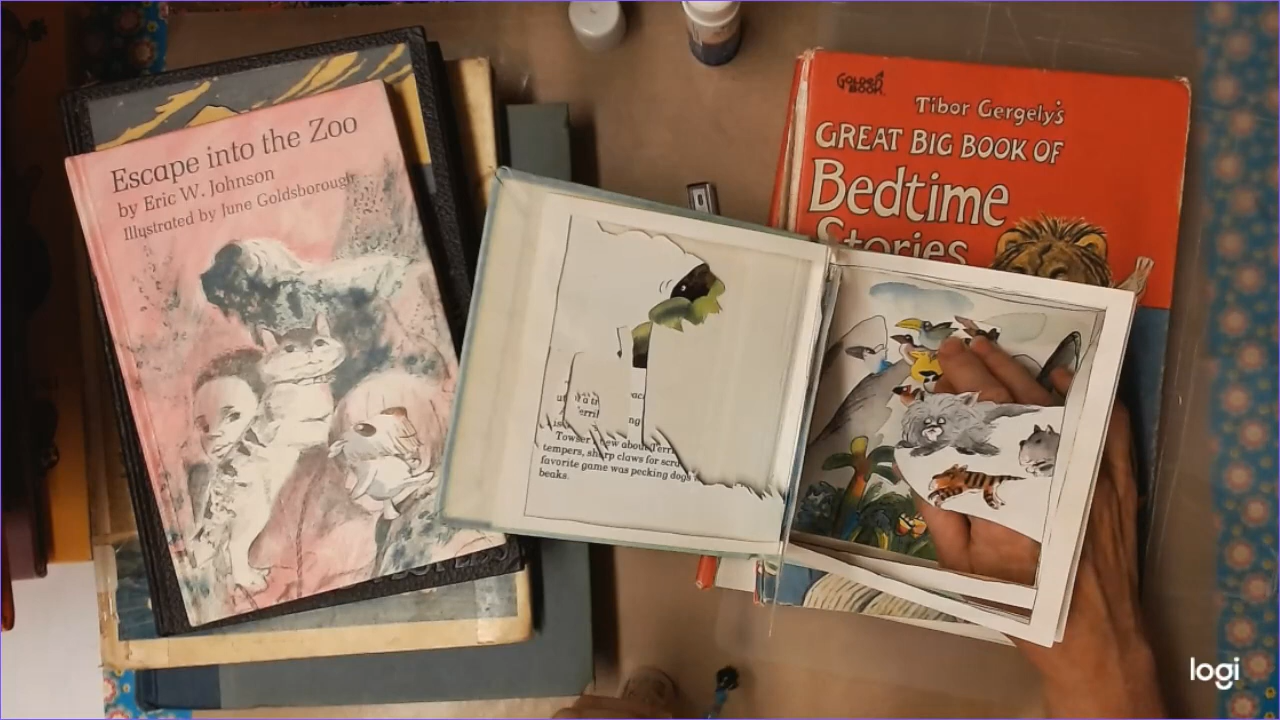 Escape into the Zoo
by Eric W. Johnson
Illustrated by June Goldsborough
GOLDEN
BOOK
Tibor Gergely's
GREAT BIG BOOK OF
Bedtime
Stories
Towser
tempers, sharp claws for
favorite game was pecking dogs
beaks.
logi